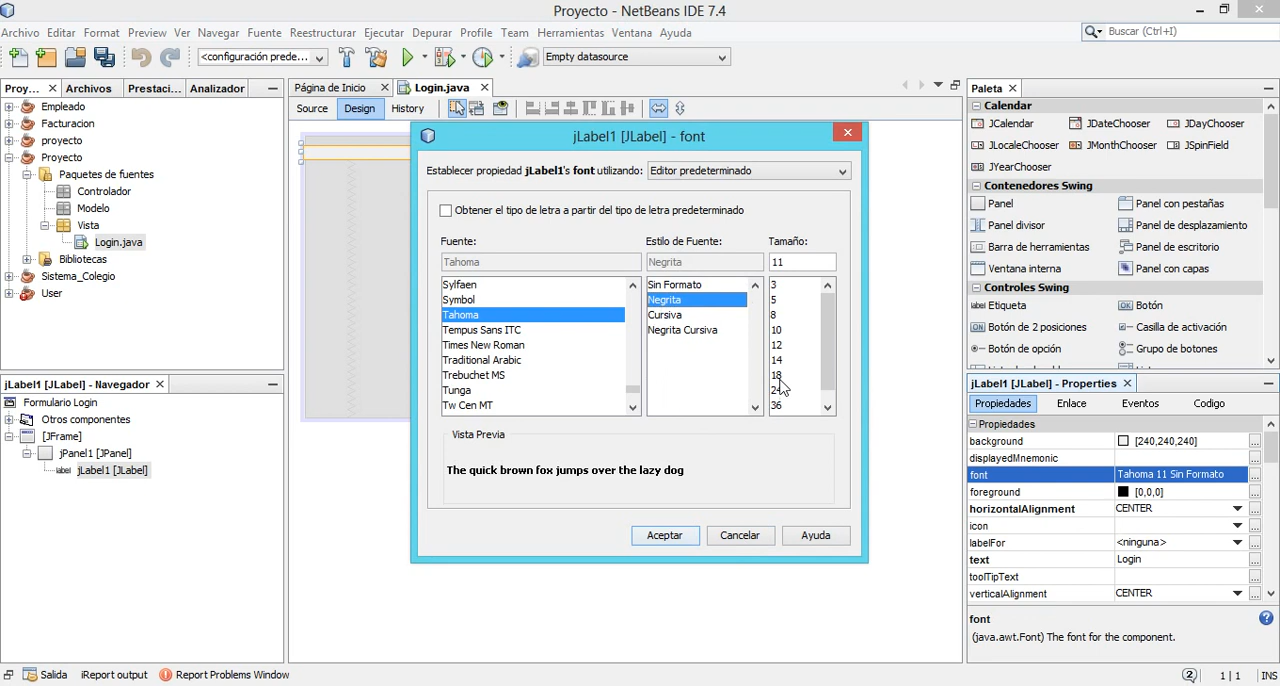 Proyecto - NetBeans IDE 7.4
Archivo Editar Format Preview Ver Navegar Fuente Reestructurar Ejecutar Depurar Profile Team Herramientas Ventana Ayuda
Buscar (Ctrl+I)
<configuración prede...
Empty datasource
Proy... Archivos Prestaci... Analizador
Página de Inicio Login.java
Paleta
Source Design History
Empleado
Facturacion
proyecto
Proyecto
Paquetes de fuentes
Controlador
Modelo
Vista
Login.java
Bibliotecas
Sistema_Colegio
User
jLabel1 [JLabel] - Navegador
Formulario Login
Otros componentes
[JFrame]
jPanel1 [JPanel]
label jLabel1 [JLabel]
jLabel1 [JLabel] - font
Establecer propiedad jLabel1's font utilizando: Editor predeterminado
Obtener el tipo de letra a partir del tipo de letra predeterminado
Fuente: Estilo de Fuente: Tamaño:
Tahoma Negrita 11
Sylfaen Sin Formato 3
Symbol Negrita 5
Tahoma Cursiva 8
Tempus Sans ITC Negrita Cursiva 10
Times New Roman 12
Traditional Arabic 14
Trebuchet MS 18
Tunga 24
Tw Cen MT 36
Vista Previa
The quick brown fox jumps over the lazy dog
Aceptar Cancelar Ayuda
Calendar
JCalendar JDateChooser JDayChooser
JLocaleChooser JMonthChooser JSpinField
JYearChooser
Contenedores Swing
Panel Panel con pestañas
Panel divisor Panel de desplazamiento
Barra de herramientas Panel de escritorio
Ventana interna Panel con capas
Controles Swing
label Etiqueta OK Botón
ON Botón de 2 posiciones Casilla de activación
Botón de opción Grupo de botones
jLabel1 [JLabel] - Properties
Propiedades Enlace Eventos Codigo
Propiedades
background [240,240,240] ...
displayedMnemonic ...
font Tahoma 11 Sin Formato ...
foreground [0,0,0] ...
horizontalAlignment CENTER ...
icon ...
labelFor <ninguna> ...
text Login ...
toolTipText ...
verticalAlignment CENTER ...
font
(java.awt.Font) The font for the component.
Salida iReport output Report Problems Window
2 1 | 1 INS